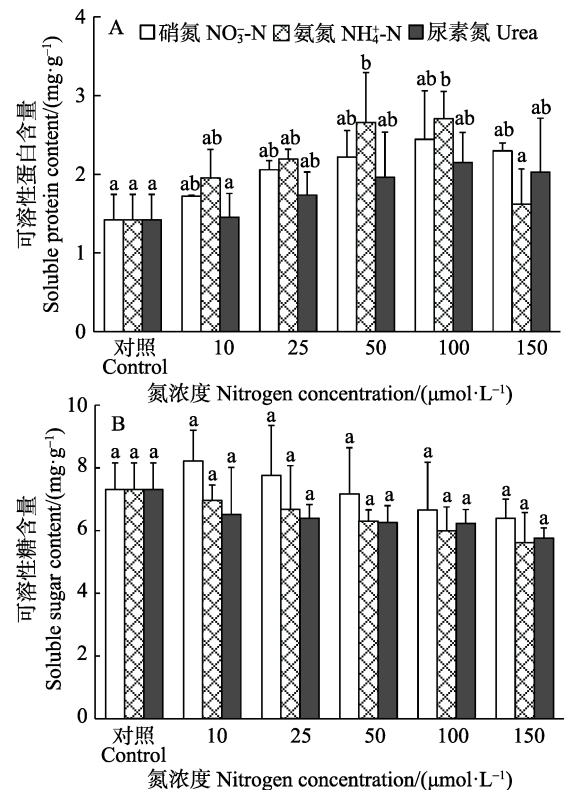 A
硝氮 NO₃⁻-N 氨氮 NH₄⁺-N 尿素氮 Urea
可溶性蛋白含量
Soluble protein content/(mg·g⁻¹)
4
3
2
1
0
a a a
ab ab a
ab ab ab
ab b ab
ab b ab
ab a ab
对照 10 25 50 100 150
Control
氮浓度 Nitrogen concentration/(μmol·L⁻¹)
B
可溶性糖含量
Soluble sugar content/(mg·g⁻¹)
10
8
6
4
2
0
a a a
a a a
a a a
a a a
a a a
a a a
对照 10 25 50 100 150
Control
氮浓度 Nitrogen concentration/(μmol·L⁻¹)